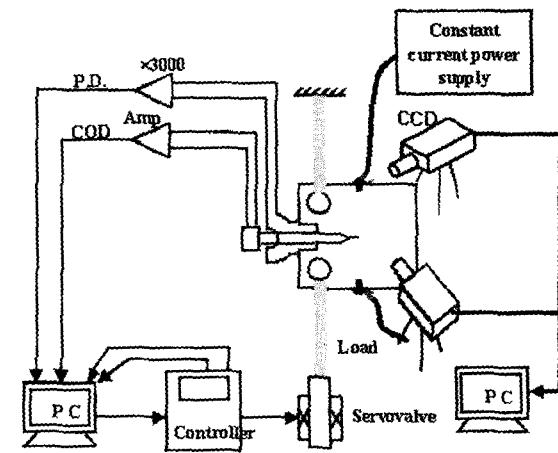 Constant
current power
supply
×3000
P.D.
Amp
COD
CCD
Load
PC
Controller
Servovalve
PC